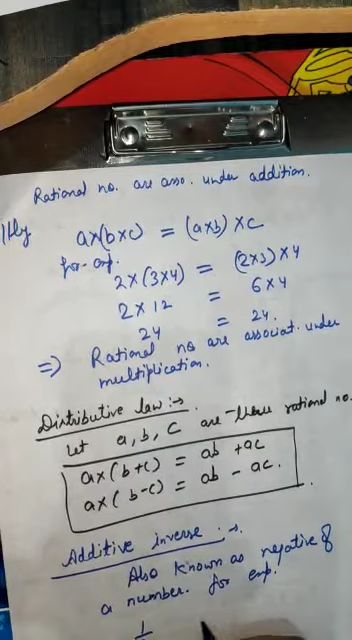 Rational no. are asso. under addition.
|||ly a×(b×c) = (a×b)×c
for- exp.
2×(3×4) = (2×3)×4
2×12 = 6×4
24 = 24.
=> Rational no are associat. under
multiplication.
Distributive law :→
Let a, b, c are three rational no.
a×(b+c) = ab +ac
a×(b-c) = ab - ac.
Additive inverse :→.
Also known as negative of
a number. for exp.
1